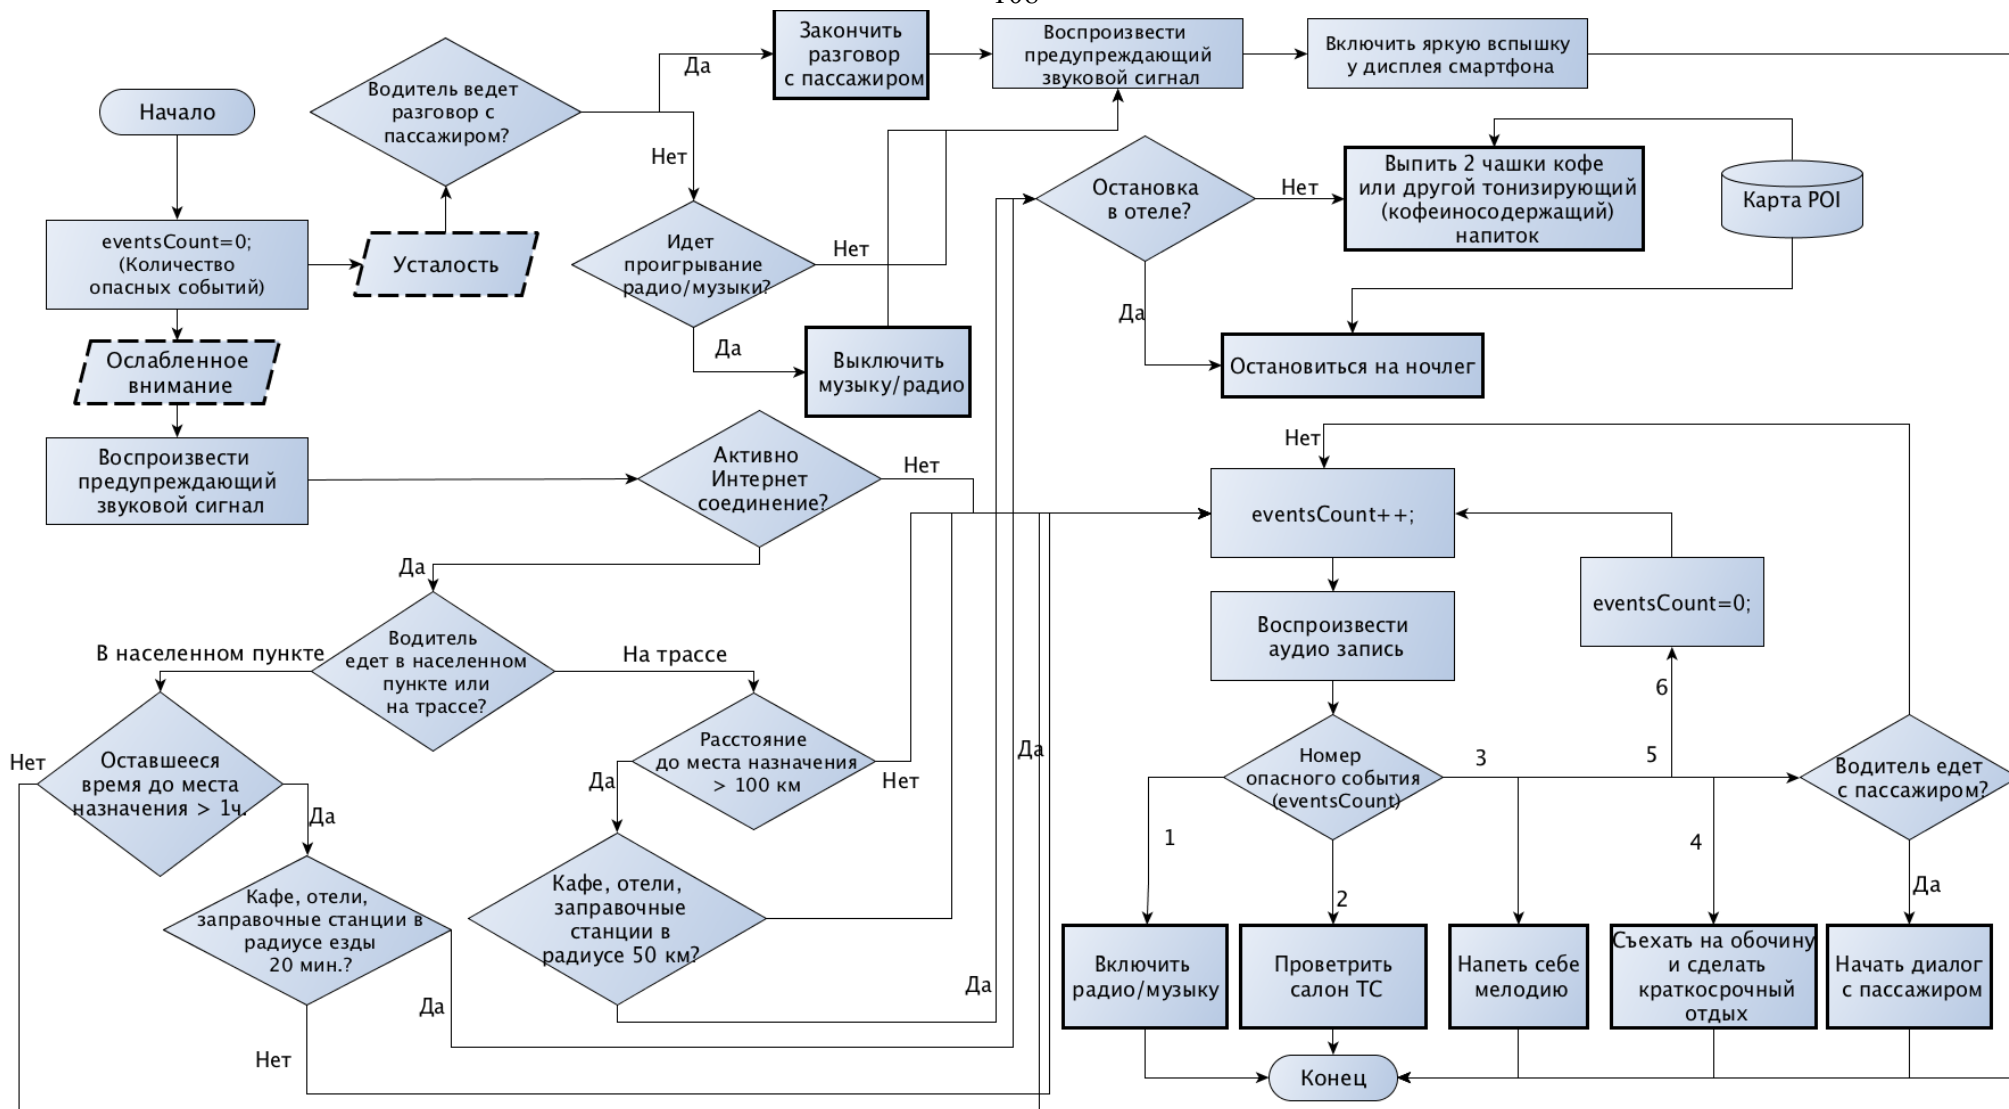 Начало
Водитель ведет
разговор с
пассажиром?
Да
Закончить
разговор
с пассажиром
Воспроизвести
предупреждающий
звуковой сигнал
Включить яркую вспышку
у дисплея смартфона
Нет
eventsCount=0;
(Количество
опасных событий)
Усталость
Идет
проигрывание
радио/музыки?
Нет
Да
Выключить
музыку/радио
Остановка
в отеле?
Нет
Выпить 2 чашки кофе
или другой тонизирующий
(кофеиносодержащий)
напиток
Карта POI
Да
Остановиться на ночлег
Ослабленное
внимание
Воспроизвести
предупреждающий
звуковой сигнал
Активно
Интернет
соединение?
Нет
Да
Нет
eventsCount++;
eventsCount=0;
Воспроизвести
аудио запись
Водитель
едет в населенном
пункте или
на трассе?
В населенном пункте
На трассе
Нет
Оставшееся
время до места
назначения > 1ч.
Да
Расстояние
до места назначения
> 100 км
Да
Нет
Да
Номер
опасного события
(eventsCount)
3
5
6
4
1
2
Водитель едет
с пассажиром?
Да
Кафе, отели,
заправочные станции в
радиусе езды
20 мин.?
Да
Нет
Кафе, отели,
заправочные
станции в
радиусе 50 км?
Да
Включить
радио/музыку
Проветрить
салон ТС
Напеть себе
мелодию
Съехать на обочину
и сделать
краткосрочный
отдых
Начать диалог
с пассажиром
Конец